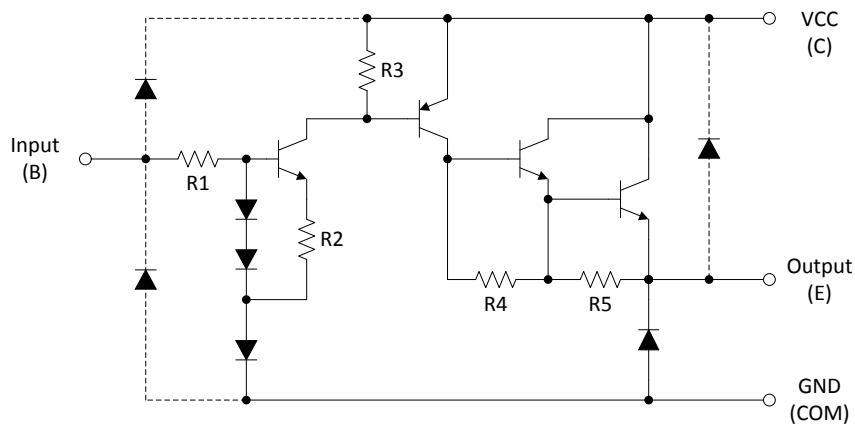 VCC
(C)
R3
Input
(B)
R1
R2
R4
R5
Output
(E)
GND
(COM)